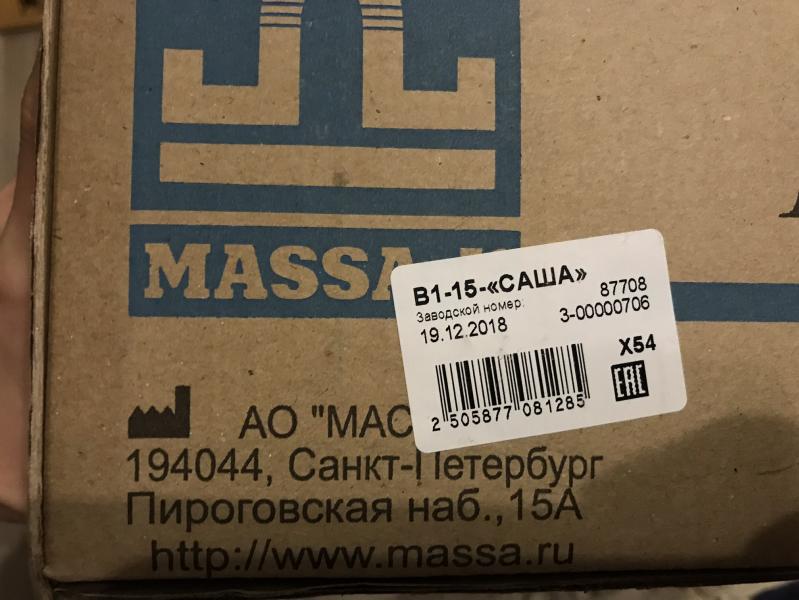 MASSA
В1-15-«САША»
Заводской номер: 87708
19.12.2018 З-00000706
X54
EAC
2 505877 081285
АО "МАС
194044, Санкт-Петербург
Пироговская наб.,15А
http://www.massa.ru